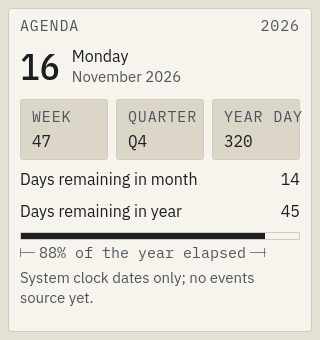 AGENDA 2026
16 Monday
November 2026
WEEK QUARTER YEAR DAY
47 Q4 320
Days remaining in month 14
Days remaining in year 45
88% of the year elapsed
System clock dates only; no events
source yet.